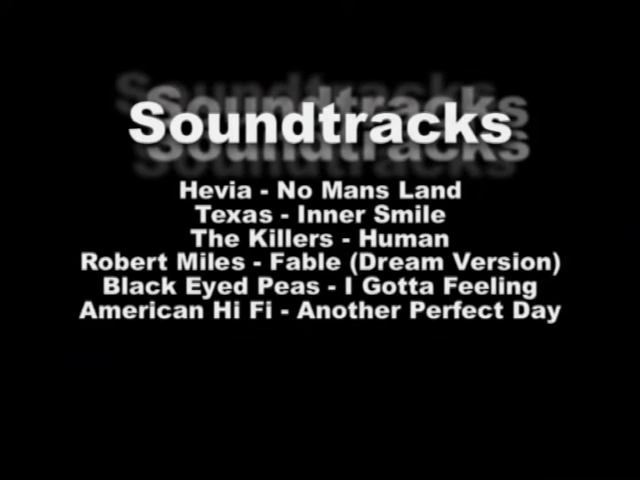 Soundtracks
Hevia - No Mans Land
Texas - Inner Smile
The Killers - Human
Robert Miles - Fable (Dream Version)
Black Eyed Peas - I Gotta Feeling
American Hi Fi - Another Perfect Day